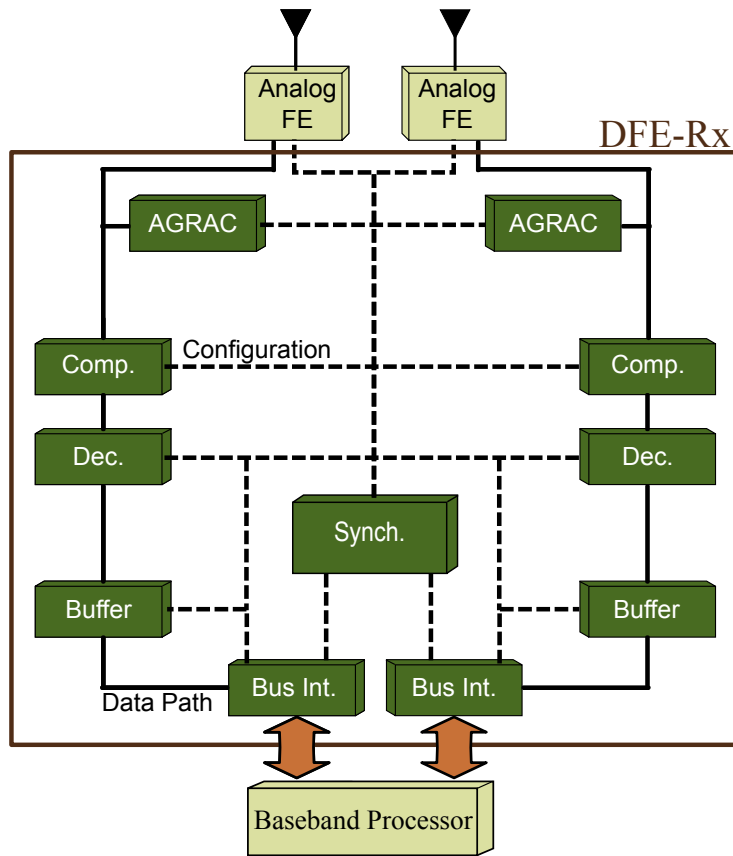 Analog
FE
Analog
FE
DFE-Rx
AGRAC
AGRAC
Configuration
Comp.
Comp.
Dec.
Dec.
Synch.
Buffer
Buffer
Data Path
Bus Int.
Bus Int.
Baseband Processor